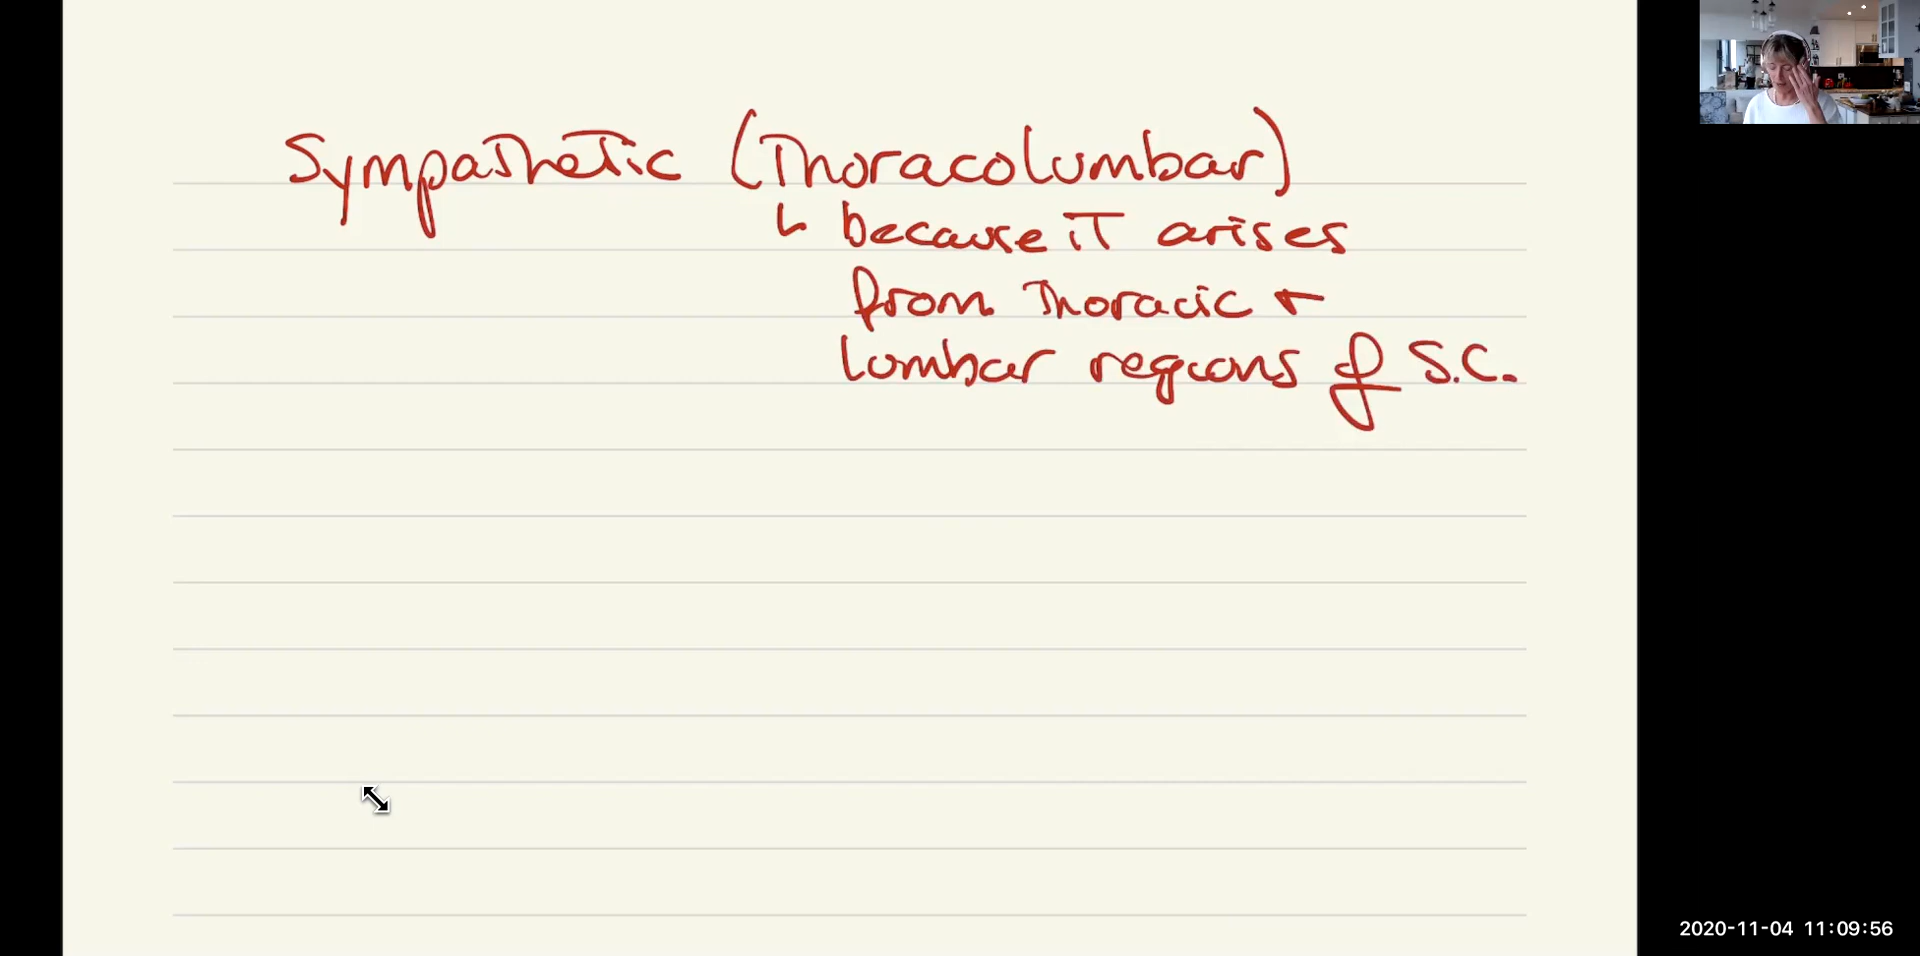 Sympathetic (Thoracolumbar)
↳ because it arises
from Thoracic +
lumbar regions of S.C.
2020-11-04 11:09:56